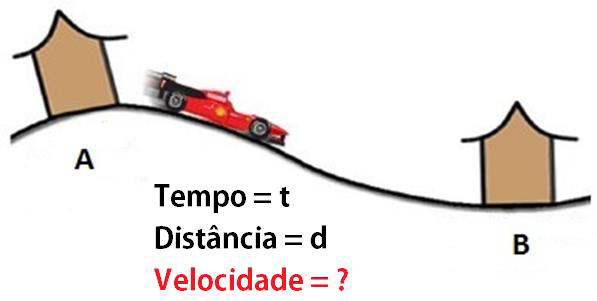 A
Tempo = t
Distância = d
Velocidade = ?
B